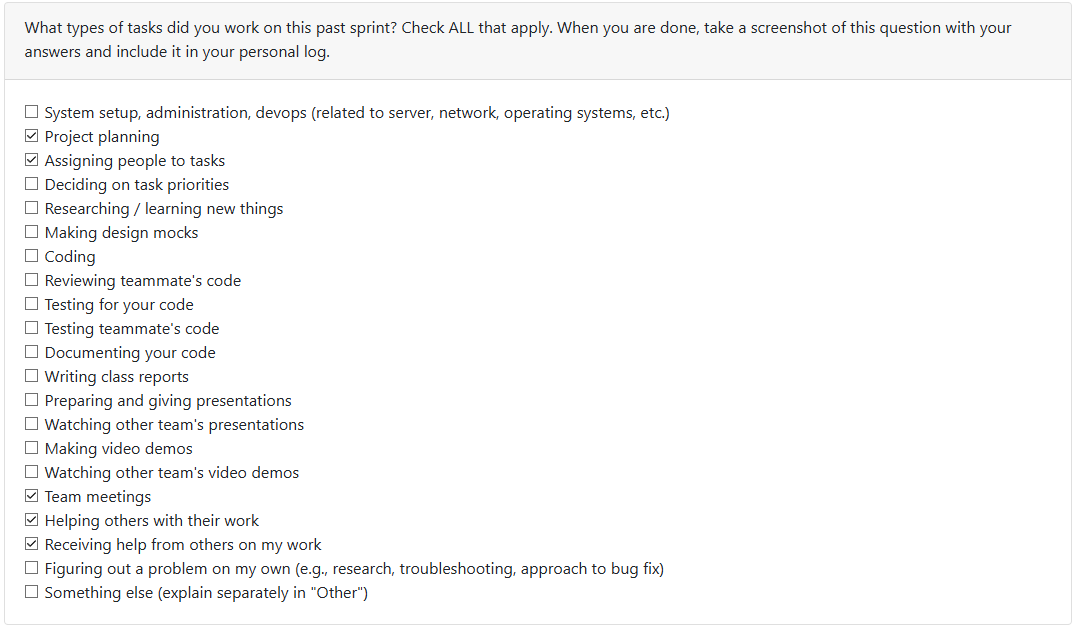 What types of tasks did you work on this past sprint? Check ALL that apply. When you are done, take a screenshot of this question with your
answers and include it in your personal log.
System setup, administration, devops (related to server, network, operating systems, etc.)
Project planning
Assigning people to tasks
Deciding on task priorities
Researching / learning new things
Making design mocks
Coding
Reviewing teammate's code
Testing for your code
Testing teammate's code
Documenting your code
Writing class reports
Preparing and giving presentations
Watching other team's presentations
Making video demos
Watching other team's video demos
Team meetings
Helping others with their work
Receiving help from others on my work
Figuring out a problem on my own (e.g., research, troubleshooting, approach to bug fix)
Something else (explain separately in "Other")